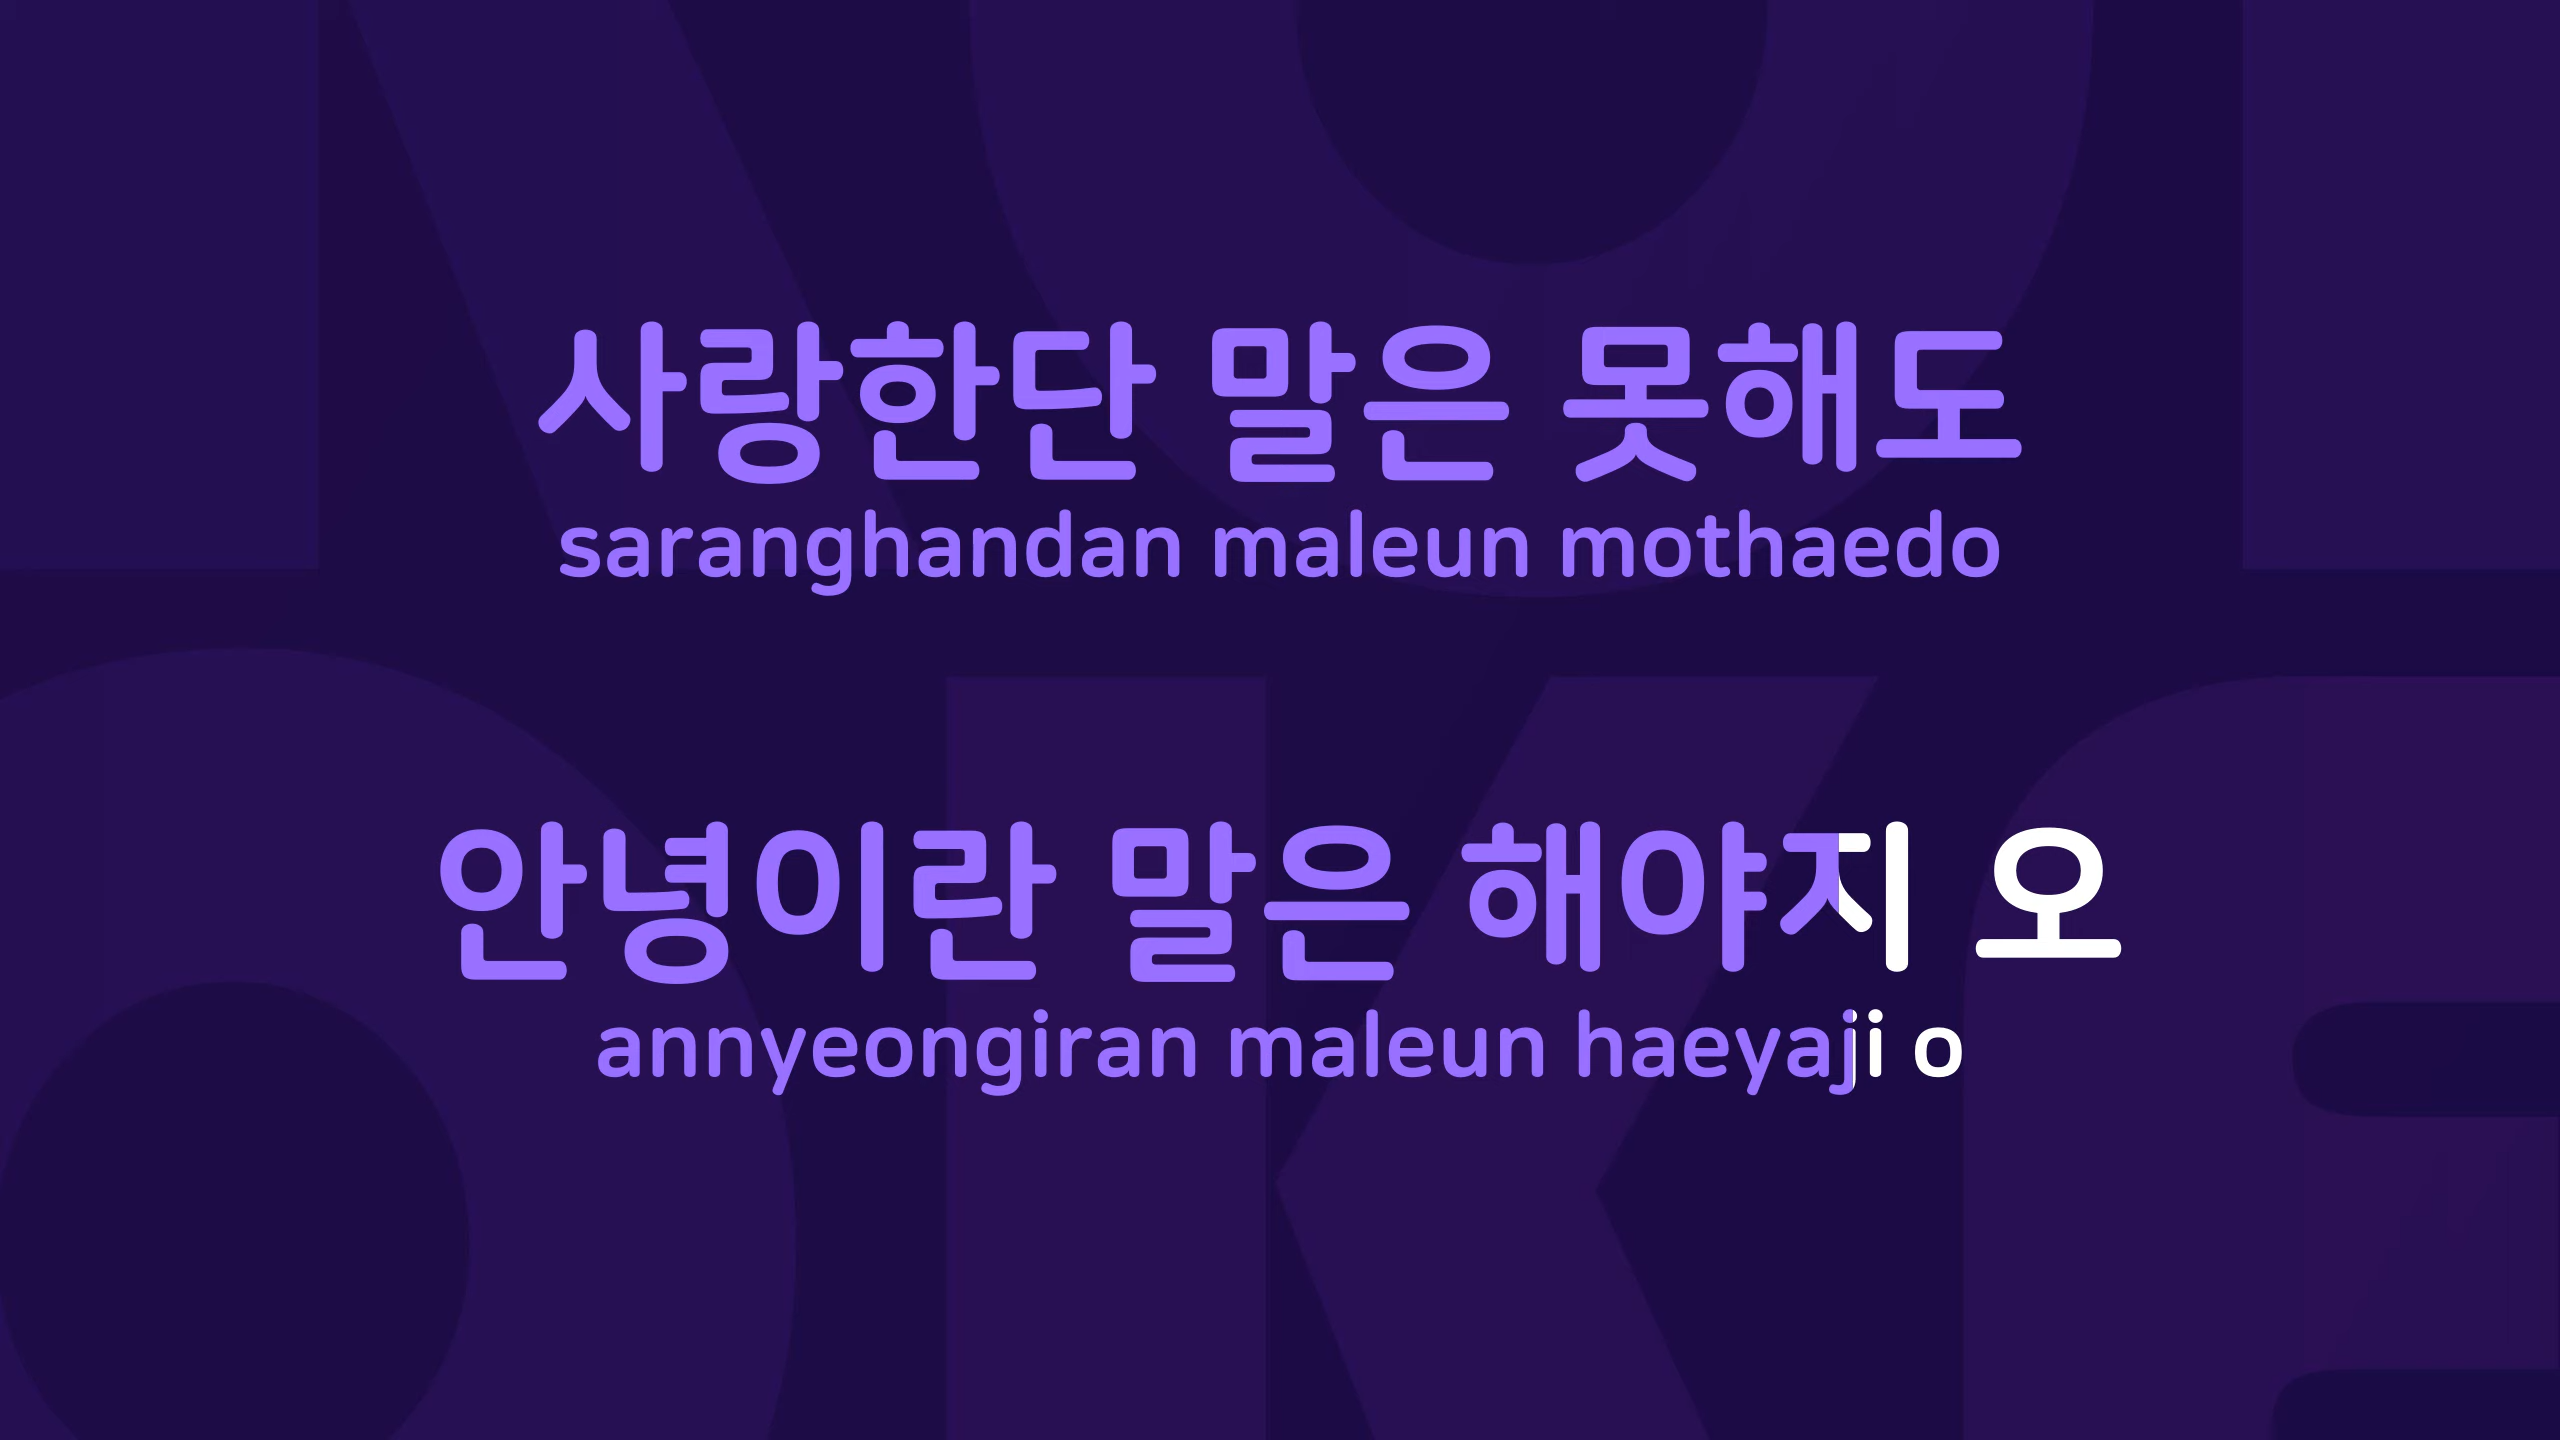 사랑한단 말은 못해도
saranghandan maleun mothaedo
안녕이란 말은 해야지 오
annyeongiran maleun haeyaji o